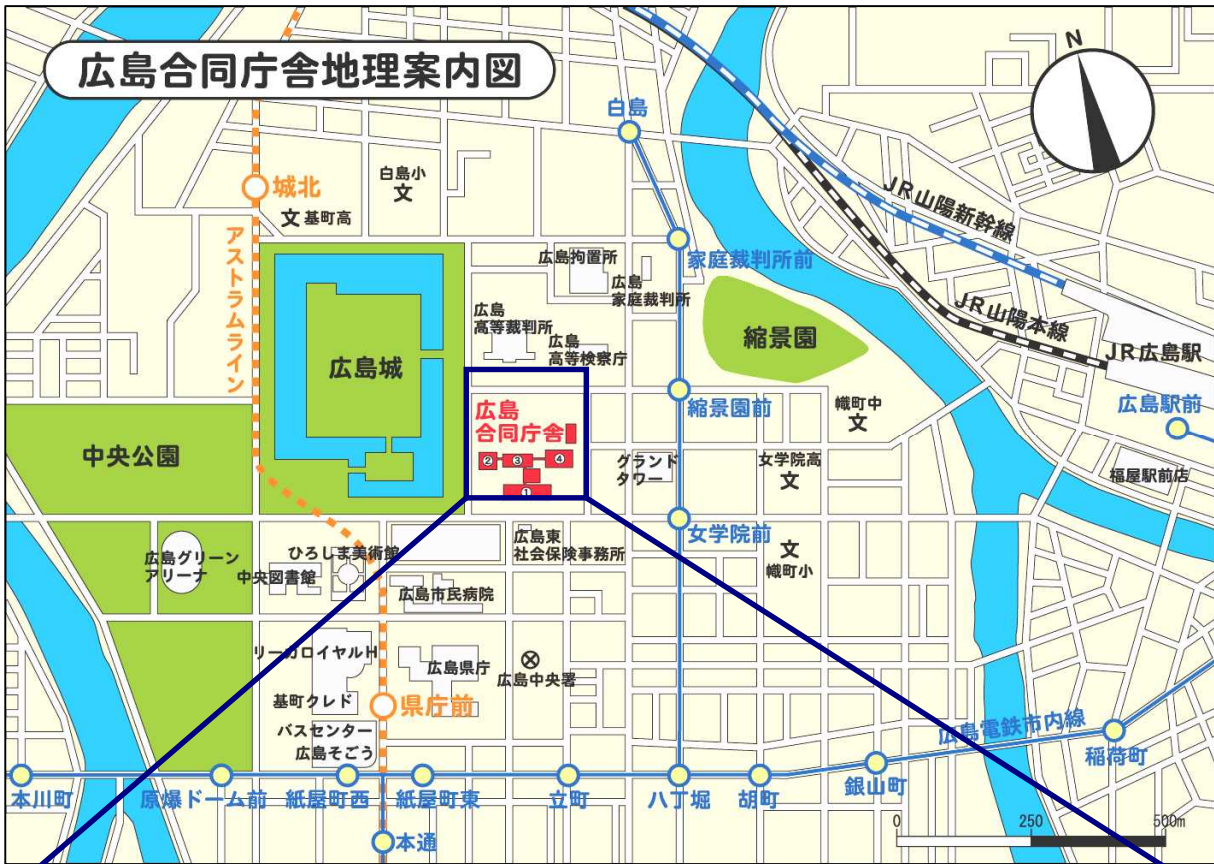 広島合同庁舎地理案内図
N
白島
城北
白島小
文
文 基町高
アストラムライン
JR山陽新幹線
家庭裁判所前
広島拘置所
広島
家庭裁判所
JR山陽本線
広島
高等裁判所
縮景園
広島
高等検察庁
JR広島駅
広島城
広島
合同庁舎
縮景園前
幟町中
文
広島駅前
中央公園
② ③ ④
①
グランド
タワー
女学院高
文
福屋駅前店
女学院前
広島東
社会保険事務所
ひろしま美術館
広島グリーン
アリーナ
中央図書館
文
幟町小
広島市民病院
リーガロイヤルH
広島県庁
広島中央署
基町クレド
県庁前
バスセンター
広島そごう
広島電鉄市内線
稲荷町
本川町
原爆ドーム前
紙屋町西
紙屋町東
立町
八丁堀
胡町
銀山町
0 250 500m
本通